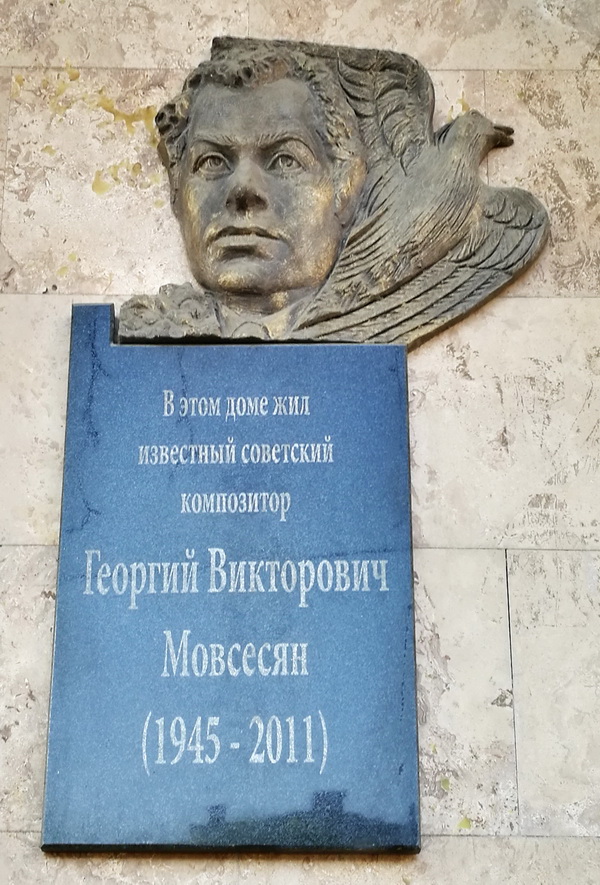 В этом доме жил
известный советский
композитор
Георгий Викторович
Мовсесян
(1945 - 2011)